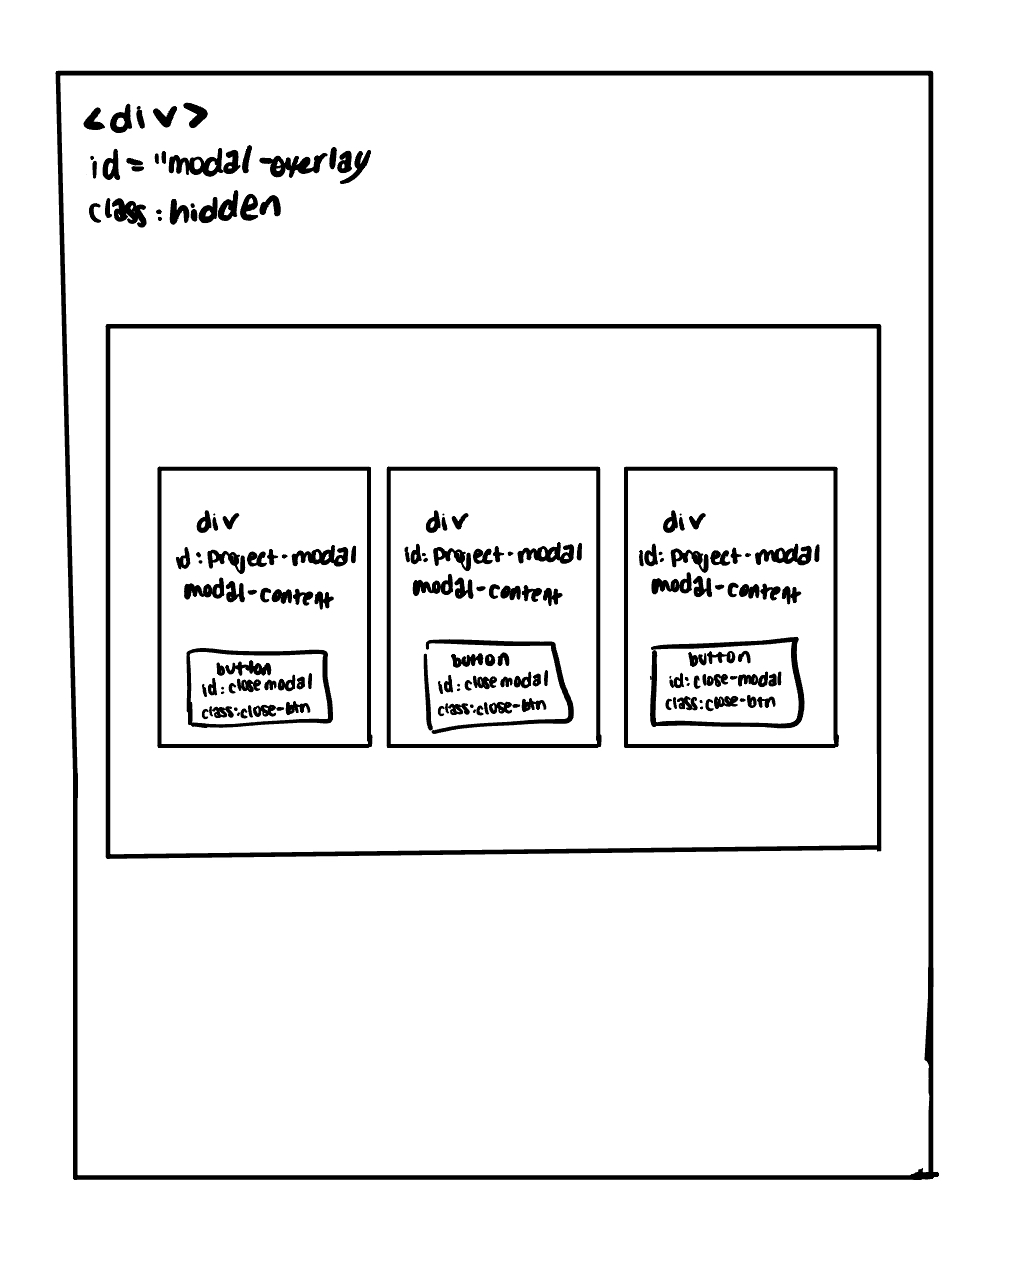 <div>
id = "modal-overlay
class: hidden
div
id: project-modal
modal-content
button
id: close modal
class: close-btn
div
id: project-modal
modal-content
button
id: close modal
class: close-btn
div
id: project-modal
modal-content
button
id: close-modal
class: close-btn